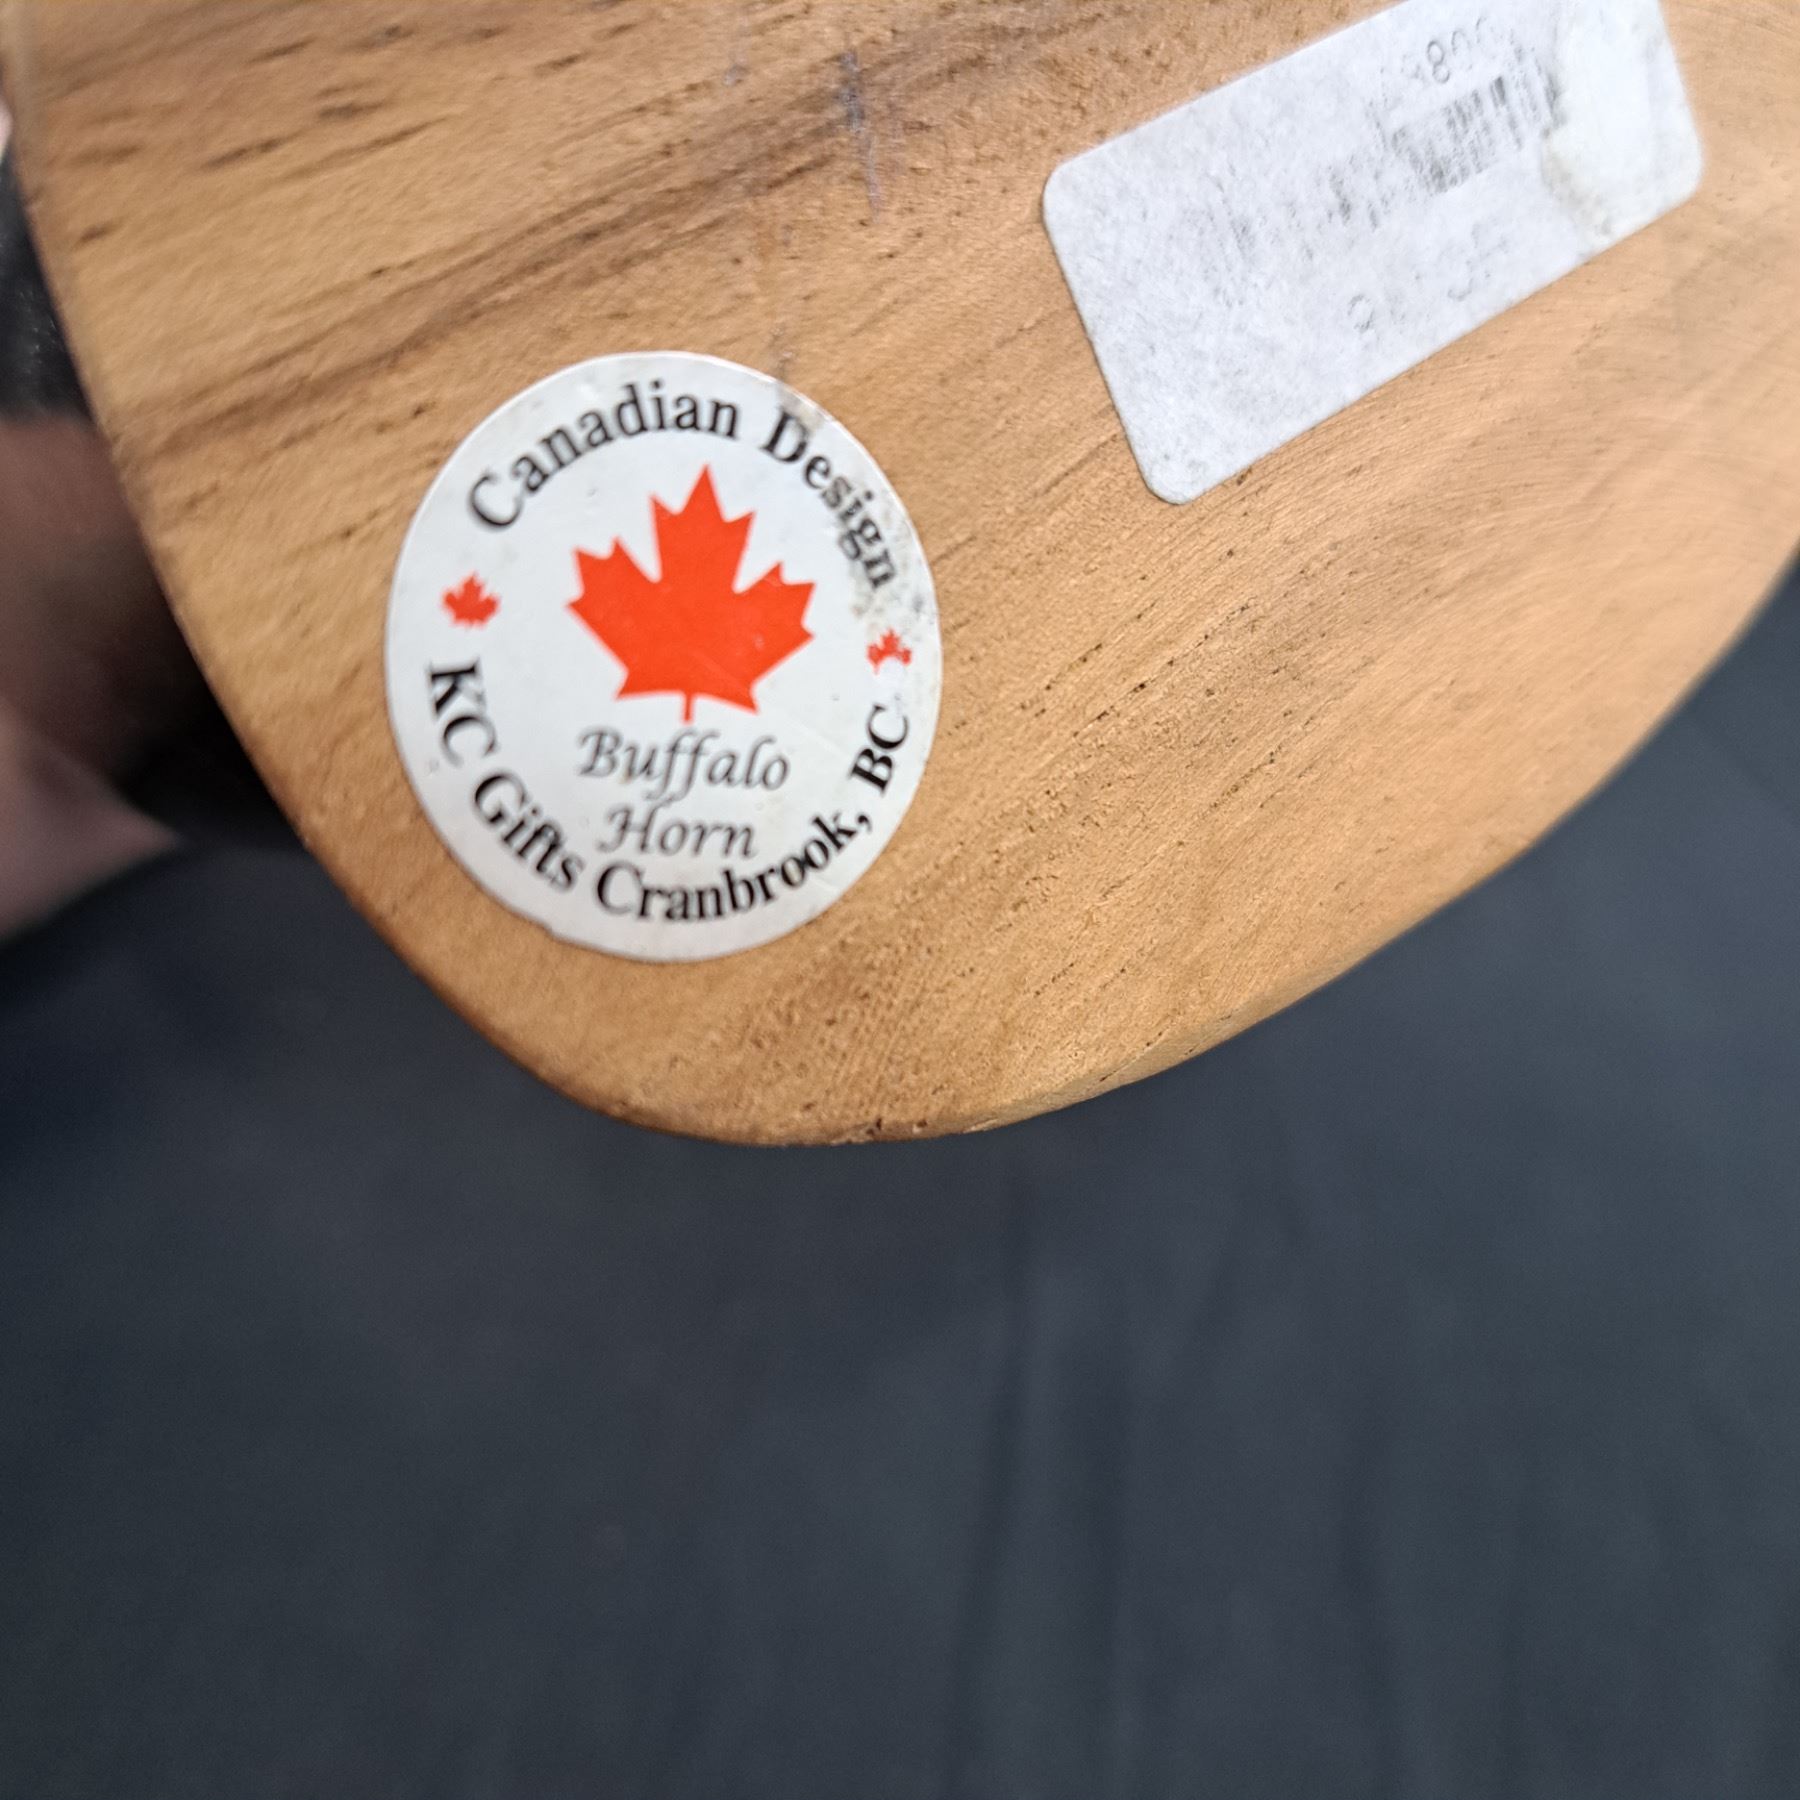 Canadian Design
Buffalo
Horn
KC Gifts Cranbrook, BC